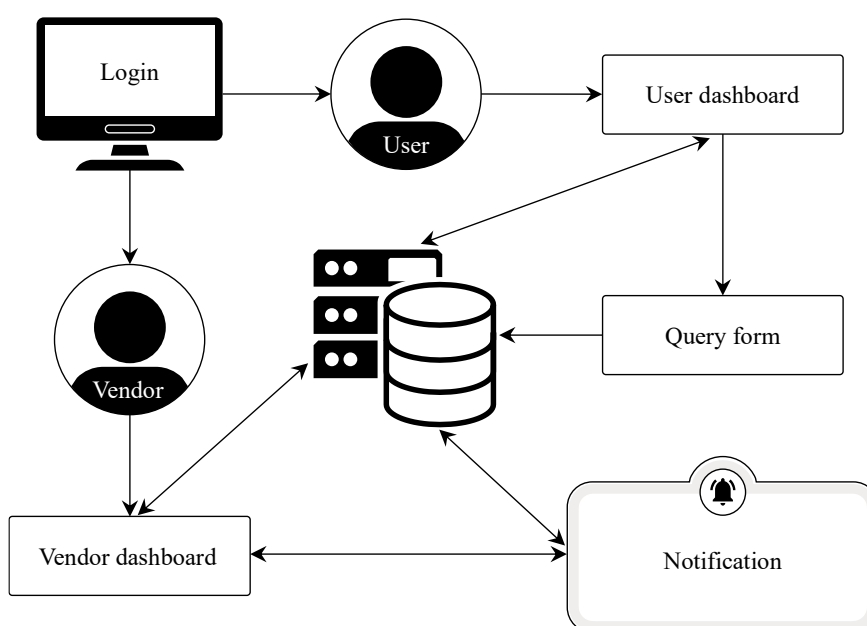 Login
User
User dashboard
Vendor
Query form
Vendor dashboard
Notification